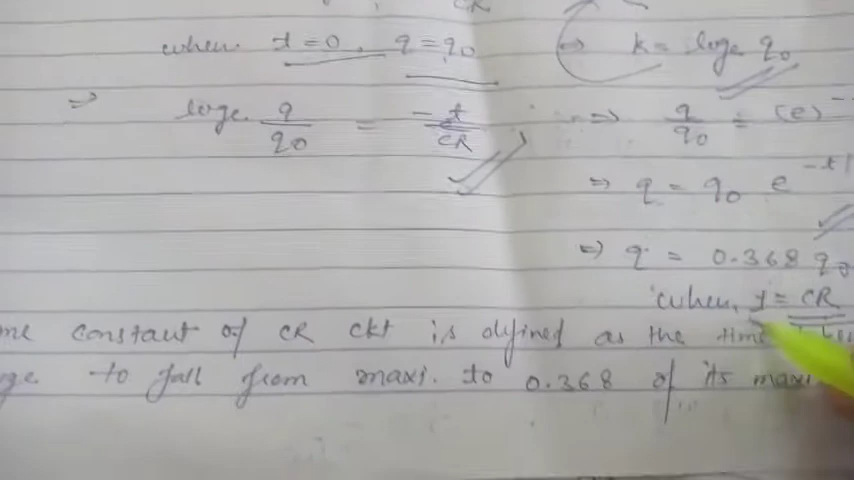 CR
when t = 0, q = q0 ⇒ k = loge q0
⇒ loge q/q0 = -t/CR ⇒ q/q0 = (e)-
⇒ q = q0 e -t/
⇒ q = 0.368 q0
when, t = CR
constant of CR ckt is defined as the time
to fall from maxi. to 0.368 of its maxi